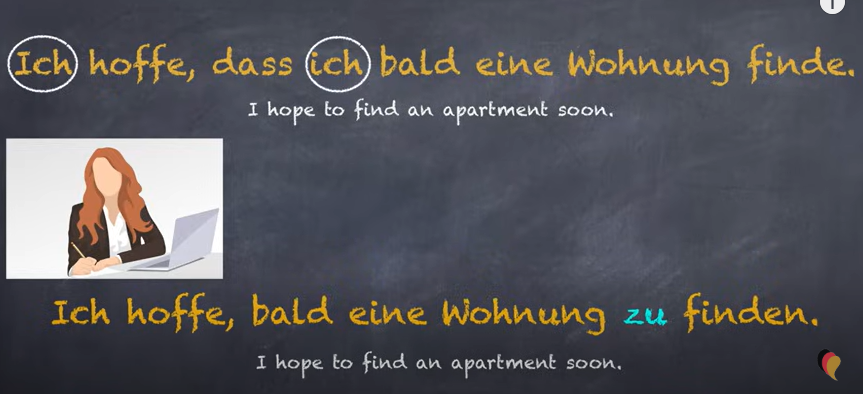 Ich hoffe, dass ich bald eine Wohnung finde.
I hope to find an apartment soon.
Ich hoffe, bald eine Wohnung zu finden.
I hope to find an apartment soon.